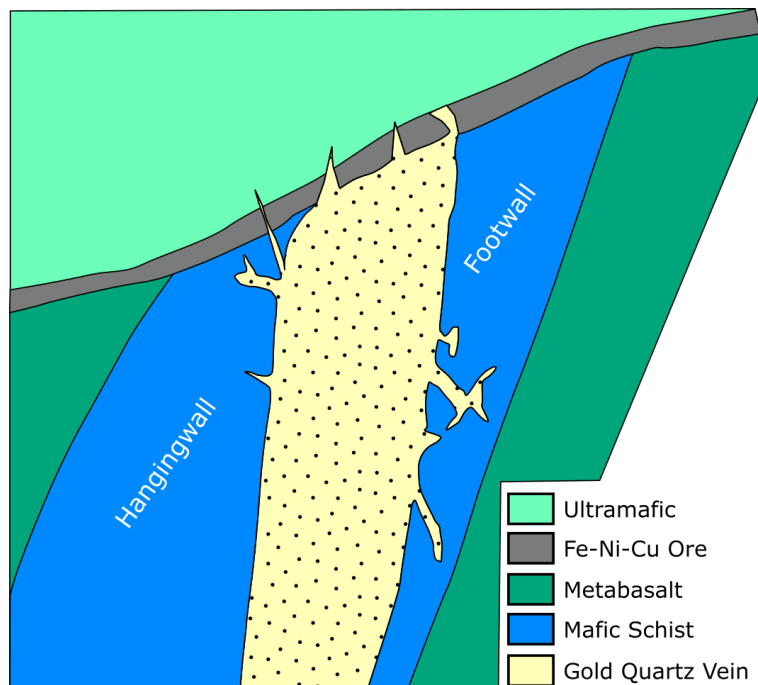 Footwall
Hangingwall
Ultramafic
Fe-Ni-Cu Ore
Metabasalt
Mafic Schist
Gold Quartz Vein